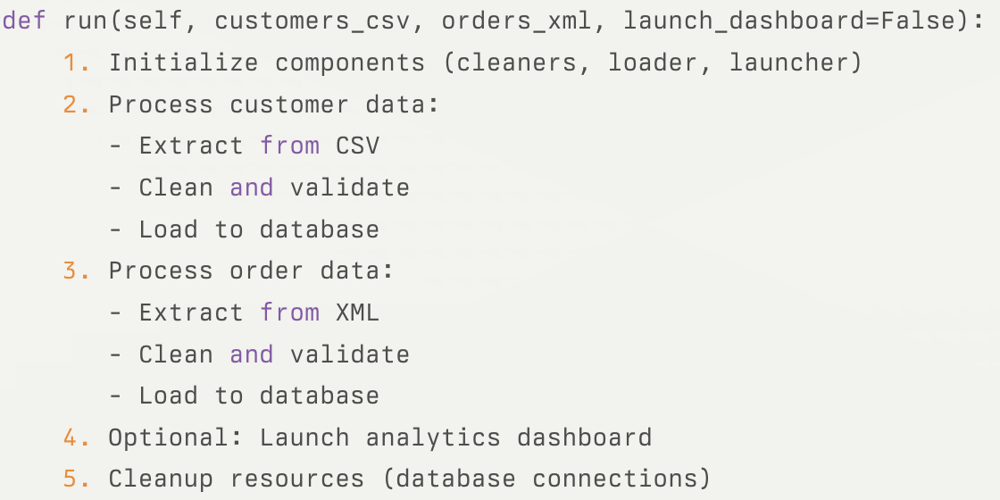 def run(self, customers_csv, orders_xml, launch_dashboard=False):
1. Initialize components (cleaners, loader, launcher)
2. Process customer data:
- Extract from CSV
- Clean and validate
- Load to database
3. Process order data:
- Extract from XML
- Clean and validate
- Load to database
4. Optional: Launch analytics dashboard
5. Cleanup resources (database connections)